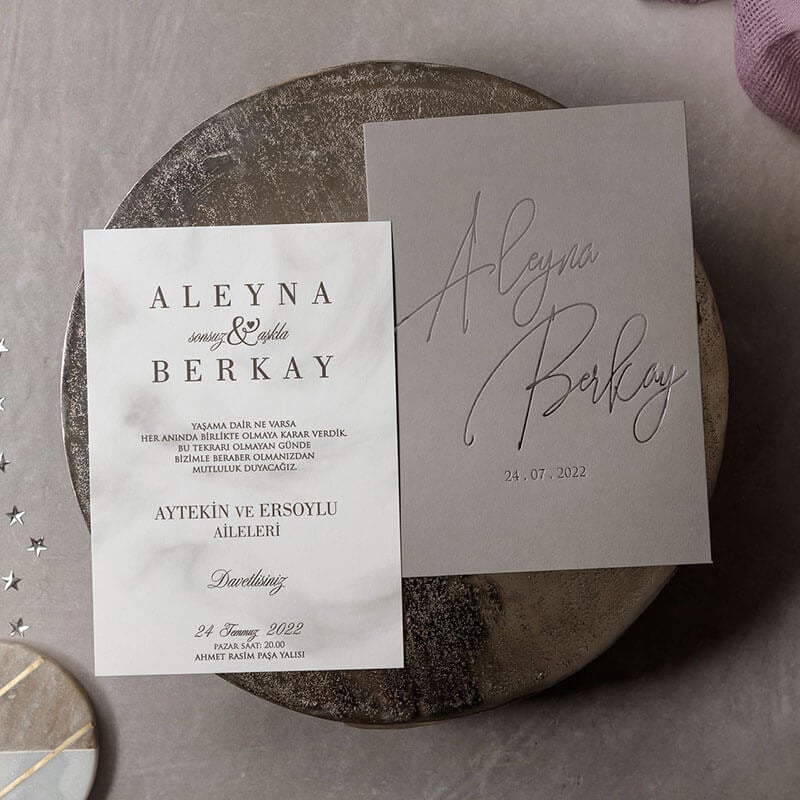 ALEYNA
sonsuz & aşkla
BERKAY
YAŞAMA DAİR NE VARSA
HER ANINDA BİRLİKTE OLMAYA KARAR VERDİK.
BU TEKRARI OLMAYAN GÜNDE
BİZİMLE BERABER OLMANIZDAN
MUTLULUK DUYACAĞIZ.
AYTEKİN VE ERSOYLU
AİLELERİ
Davetlisiniz
24 Temmuz 2022
PAZAR SAAT: 20.00
AHMET RASİM PAŞA YALISI
Aleyna
Berkay
24.07.2022